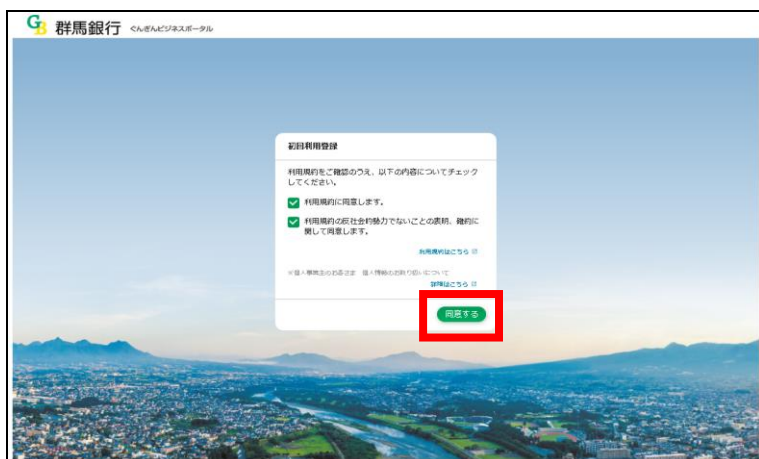 GB 群馬銀行 ぐんぎんビジネスポータル
初回利用登録
利用規約をご確認のうえ、以下の内容についてチェック
してください。
利用規約に同意します。
利用規約の反社会的勢力でないことの表明、確約に
関して同意します。
利用規約はこちら
※個人事業主のお客さま 個人情報のお取り扱いについて
詳細はこちら
同意する